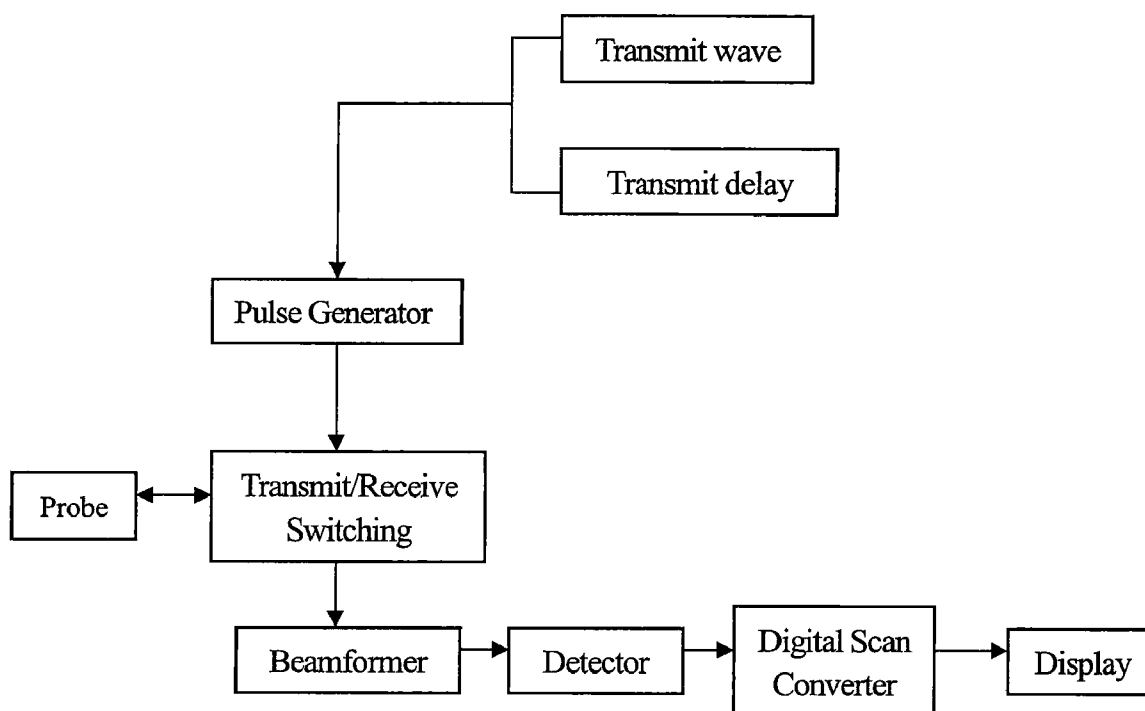 Transmit wave
Transmit delay
Pulse Generator
Transmit/Receive
Switching
Probe
Beamformer
Detector
Digital Scan
Converter
Display